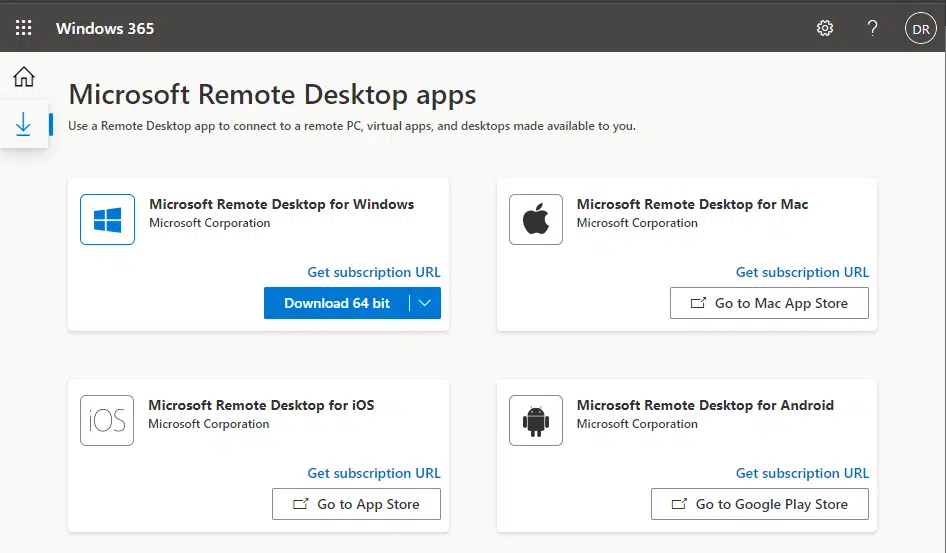 Windows 365
?
DR
Microsoft Remote Desktop apps
Use a Remote Desktop app to connect to a remote PC, virtual apps, and desktops made available to you.
Microsoft Remote Desktop for Windows
Microsoft Corporation
Get subscription URL
Download 64 bit
Microsoft Remote Desktop for Mac
Microsoft Corporation
Get subscription URL
Go to Mac App Store
iOS
Microsoft Remote Desktop for iOS
Microsoft Corporation
Get subscription URL
Go to App Store
Microsoft Remote Desktop for Android
Microsoft Corporation
Get subscription URL
Go to Google Play Store